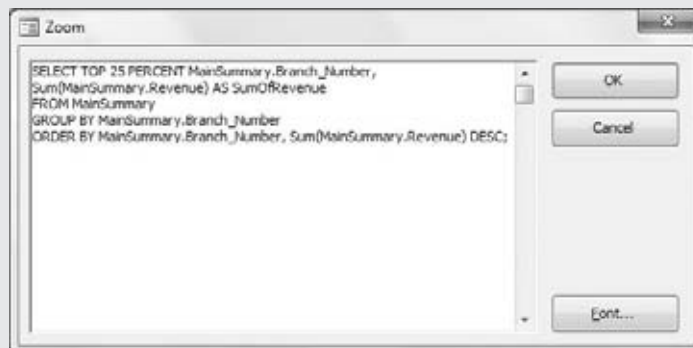 Zoom
SELECT TOP 25 PERCENT MainSummary.Branch_Number,
Sum(MainSummary.Revenue) AS SumOfRevenue
FROM MainSummary
GROUP BY MainSummary.Branch_Number
ORDER BY MainSummary.Branch_Number, Sum(MainSummary.Revenue) DESC;
OK
Cancel
Font...